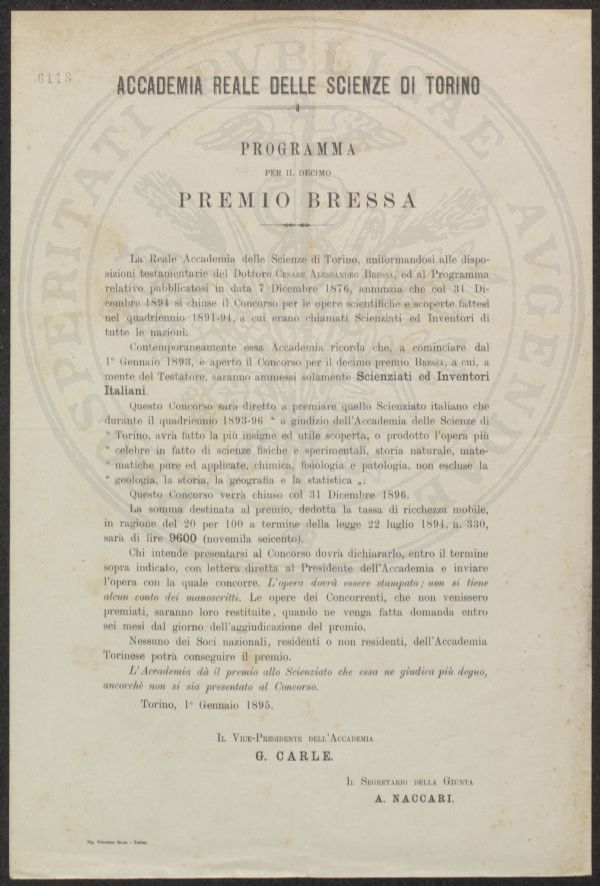 6118
ACCADEMIA REALE DELLE SCIENZE DI TORINO
PROGRAMMA
PER IL DECIMO
PREMIO BRESSA
La Reale Accademia delle Scienze di Torino, uniformandosi alle dispo-
sizioni testamentarie del Dottore CESARE ALESSANDRO BRESSA, ed al Programma
relativo pubblicatosi in data 7 Dicembre 1876, annunzia che col 31 Di-
cembre 1894 si chiuse il Concorso per le opere scientifiche e scoperte fattesi
nel quadriennio 1891-94, a cui erano chiamati Scienziati ed Inventori di
tutte le nazioni.
Contemporaneamente essa Accademia ricorda che, a cominciare dal
1° Gennaio 1893, è aperto il Concorso per il decimo premio BRESSA, a cui, a
mente del Testatore, saranno ammessi solamente Scienziati ed Inventori
Italiani.
Questo Concorso sarà diretto a premiare quello Scienziato italiano che
durante il quadriennio 1893-96 " a giudizio dell'Accademia delle Scienze di
" Torino, avrà fatto la più insigne ed utile scoperta, o prodotto l'opera più
" celebre in fatto di scienze fisiche e sperimentali, storia naturale, mate-
" matiche pure ed applicate, chimica, fisiologia e patologia, non escluse la
" geologia, la storia, la geografia e la statistica „.
Questo Concorso verrà chiuso col 31 Dicembre 1896.
La somma destinata al premio, dedotta la tassa di ricchezza mobile,
in ragione del 20 per 100 a termine della legge 22 luglio 1894, n. 330,
sarà di lire 9600 (novemila seicento).
Chi intende presentarsi al Concorso dovrà dichiararlo, entro il termine
sopra indicato, con lettera diretta al Presidente dell'Accademia e inviare
l'opera con la quale concorre. L'opera dovrà essere stampata; non si tiene
alcun conto dei manoscritti. Le opere dei Concorrenti, che non venissero
premiati, saranno loro restituite, quando ne venga fatta domanda entro
sei mesi dal giorno dell'aggiudicazione del premio.
Nessuno dei Soci nazionali, residenti o non residenti, dell'Accademia
Torinese potrà conseguire il premio.
L'Accademia dà il premio allo Scienziato che essa ne giudica più degno,
ancorchè non si sia presentato al Concorso.
Torino, 1° Gennaio 1895.
IL VICE-PRESIDENTE DELL'ACCADEMIA
G. CARLE.
IL SEGRETARIO DELLA GIUNTA
A. NACCARI.
Tip. Vincenzo Bona - Torino.
PROSPERITATI PVBLICAE AVGENDAE